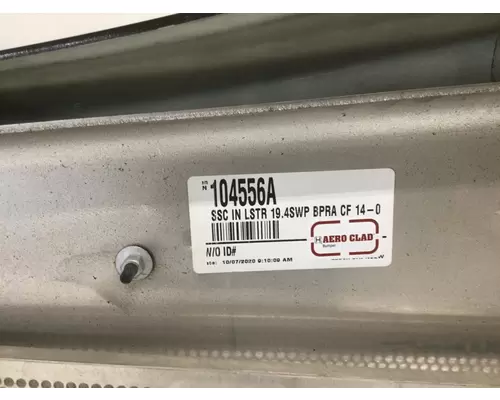 104556A
SSC IN LSTR 19.4SWP BPRA CF 14-0
AERO CLAD
W/O ID#
10/07/2020 9:10:09 AM